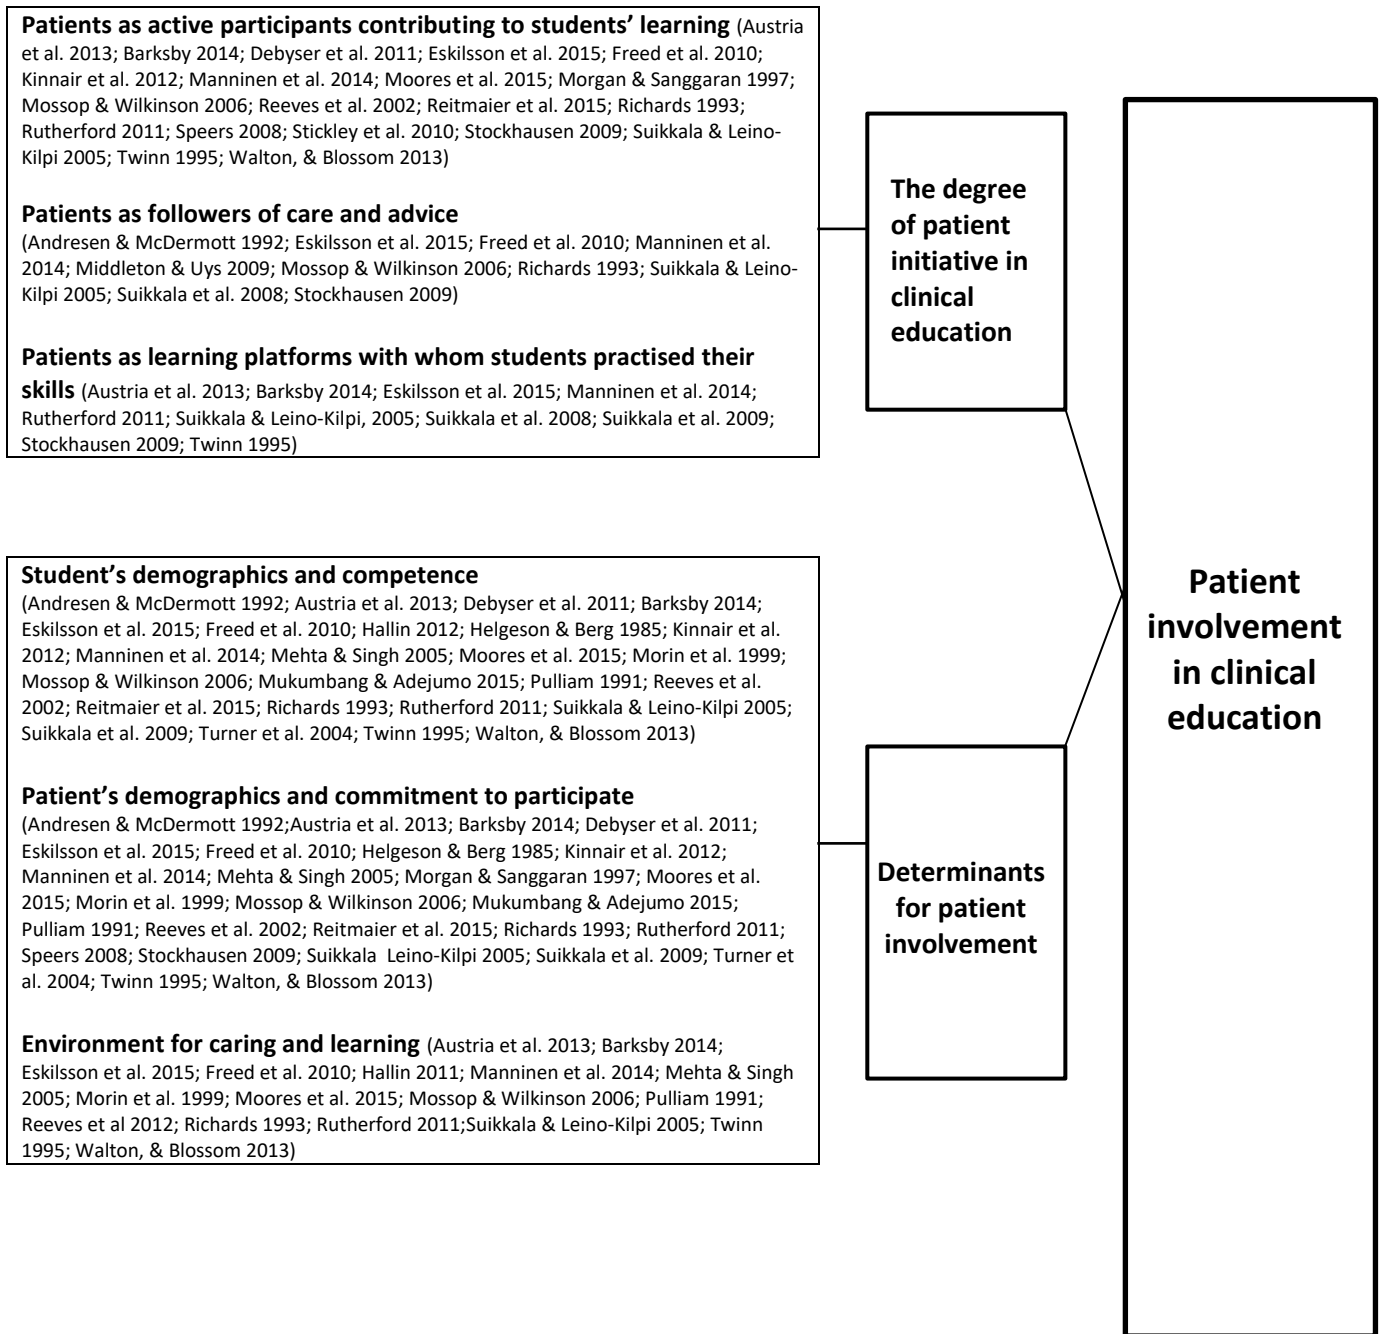 Patients as active participants contributing to students’ learning (Austria
et al. 2013; Barksby 2014; Debyser et al. 2011; Eskilsson et al. 2015; Freed et al. 2010;
Kinnair et al. 2012; Manninen et al. 2014; Moores et al. 2015; Morgan & Sanggaran 1997;
Mossop & Wilkinson 2006; Reeves et al. 2002; Reitmaier et al. 2015; Richards 1993;
Rutherford 2011; Speers 2008; Stickley et al. 2010; Stockhausen 2009; Suikkala & Leino-
Kilpi 2005; Twinn 1995; Walton, & Blossom 2013)
Patients as followers of care and advice
(Andresen & McDermott 1992; Eskilsson et al. 2015; Freed et al. 2010; Manninen et al.
2014; Middleton & Uys 2009; Mossop & Wilkinson 2006; Richards 1993; Suikkala & Leino-
Kilpi 2005; Suikkala et al. 2008; Stockhausen 2009)
Patients as learning platforms with whom students practised their
skills (Austria et al. 2013; Barksby 2014; Eskilsson et al. 2015; Manninen et al. 2014;
Rutherford 2011; Suikkala & Leino-Kilpi, 2005; Suikkala et al. 2008; Suikkala et al. 2009;
Stockhausen 2009; Twinn 1995)
The degree
of patient
initiative in
clinical
education
Student’s demographics and competence
(Andresen & McDermott 1992; Austria et al. 2013; Debyser et al. 2011; Barksby 2014;
Eskilsson et al. 2015; Freed et al. 2010; Hallin 2012; Helgeson & Berg 1985; Kinnair et al.
2012; Manninen et al. 2014; Mehta & Singh 2005; Moores et al. 2015; Morin et al. 1999;
Mossop & Wilkinson 2006; Mukumbang & Adejumo 2015; Pulliam 1991; Reeves et al.
2002; Reitmaier et al. 2015; Richards 1993; Rutherford 2011; Suikkala & Leino-Kilpi 2005;
Suikkala et al. 2009; Turner et al. 2004; Twinn 1995; Walton, & Blossom 2013)
Patient’s demographics and commitment to participate
(Andresen & McDermott 1992;Austria et al. 2013; Barksby 2014; Debyser et al. 2011;
Eskilsson et al. 2015; Freed et al. 2010; Helgeson & Berg 1985; Kinnair et al. 2012;
Manninen et al. 2014; Mehta & Singh 2005; Morgan & Sanggaran 1997; Moores et al.
2015; Morin et al. 1999; Mossop & Wilkinson 2006; Mukumbang & Adejumo 2015;
Pulliam 1991; Reeves et al. 2002; Reitmaier et al. 2015; Richards 1993; Rutherford 2011;
Speers 2008; Stockhausen 2009; Suikkala  Leino-Kilpi 2005; Suikkala et al. 2009; Turner et
al. 2004; Twinn 1995; Walton, & Blossom 2013)
Environment for caring and learning (Austria et al. 2013; Barksby 2014;
Eskilsson et al. 2015; Freed et al. 2010; Hallin 2011; Manninen et al. 2014; Mehta & Singh
2005; Morin et al. 1999; Moores et al. 2015; Mossop & Wilkinson 2006; Pulliam 1991;
Reeves et al 2012; Richards 1993; Rutherford 2011;Suikkala & Leino-Kilpi 2005; Twinn
1995; Walton, & Blossom 2013)
Determinants
for patient
involvement
Patient
involvement
in clinical
education